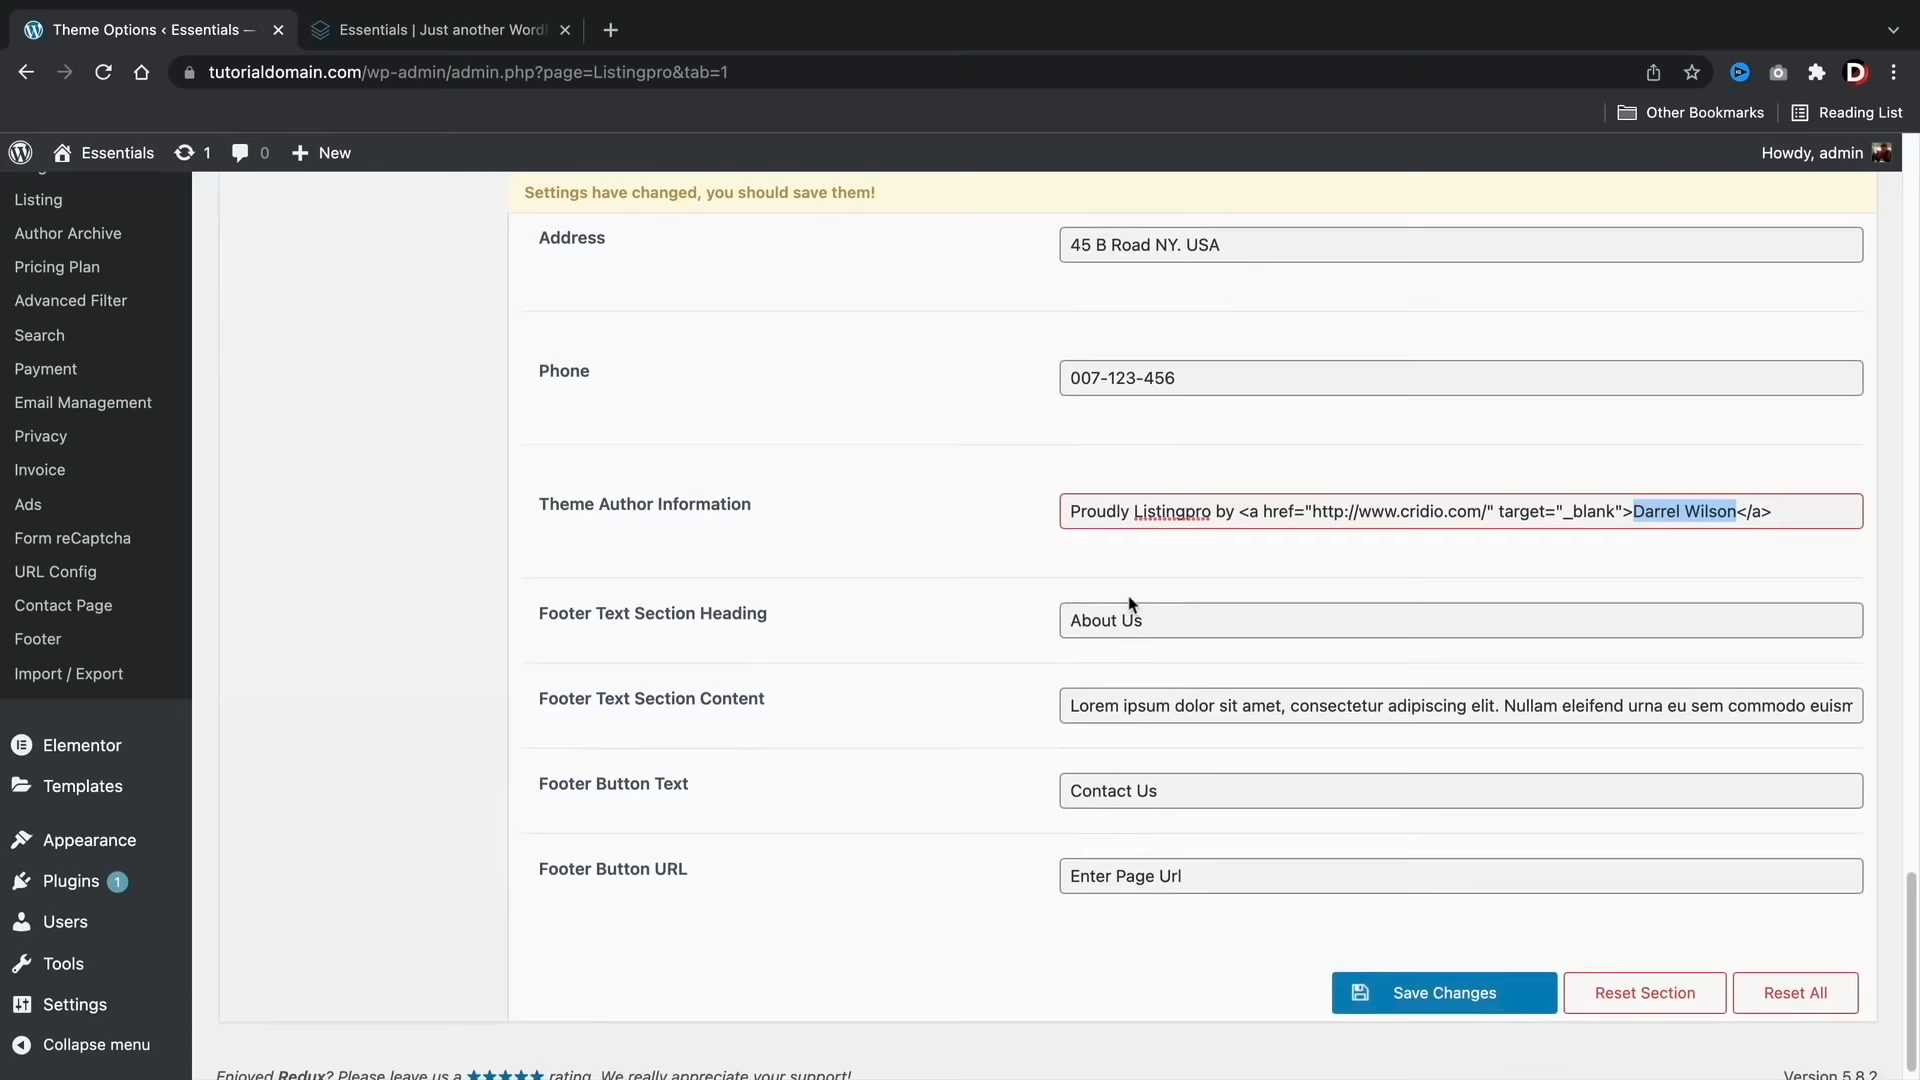 Theme Options ‹ Essentials —
Essentials | Just another Word
tutorialdomain.com/wp-admin/admin.php?page=Listingpro&tab=1
Other Bookmarks
Reading List
Essentials
1
0
New
Howdy, admin
Listing
Author Archive
Pricing Plan
Advanced Filter
Search
Payment
Email Management
Privacy
Invoice
Ads
Form reCaptcha
URL Config
Contact Page
Footer
Import / Export
Elementor
Templates
Appearance
Plugins 1
Users
Tools
Settings
Collapse menu
Settings have changed, you should save them!
Address
45 B Road NY. USA
Phone
007-123-456
Theme Author Information
Proudly Listingpro by <a href="http://www.cridio.com/" target="_blank">Darrel Wilson</a>
Footer Text Section Heading
About Us
Footer Text Section Content
Lorem ipsum dolor sit amet, consectetur adipiscing elit. Nullam eleifend urna eu sem commodo euism
Footer Button Text
Contact Us
Footer Button URL
Enter Page Url
Save Changes
Reset Section
Reset All
Enjoyed Redux? Please leave us a ★★★★★ rating. We really appreciate your support!
Version 5.8.2